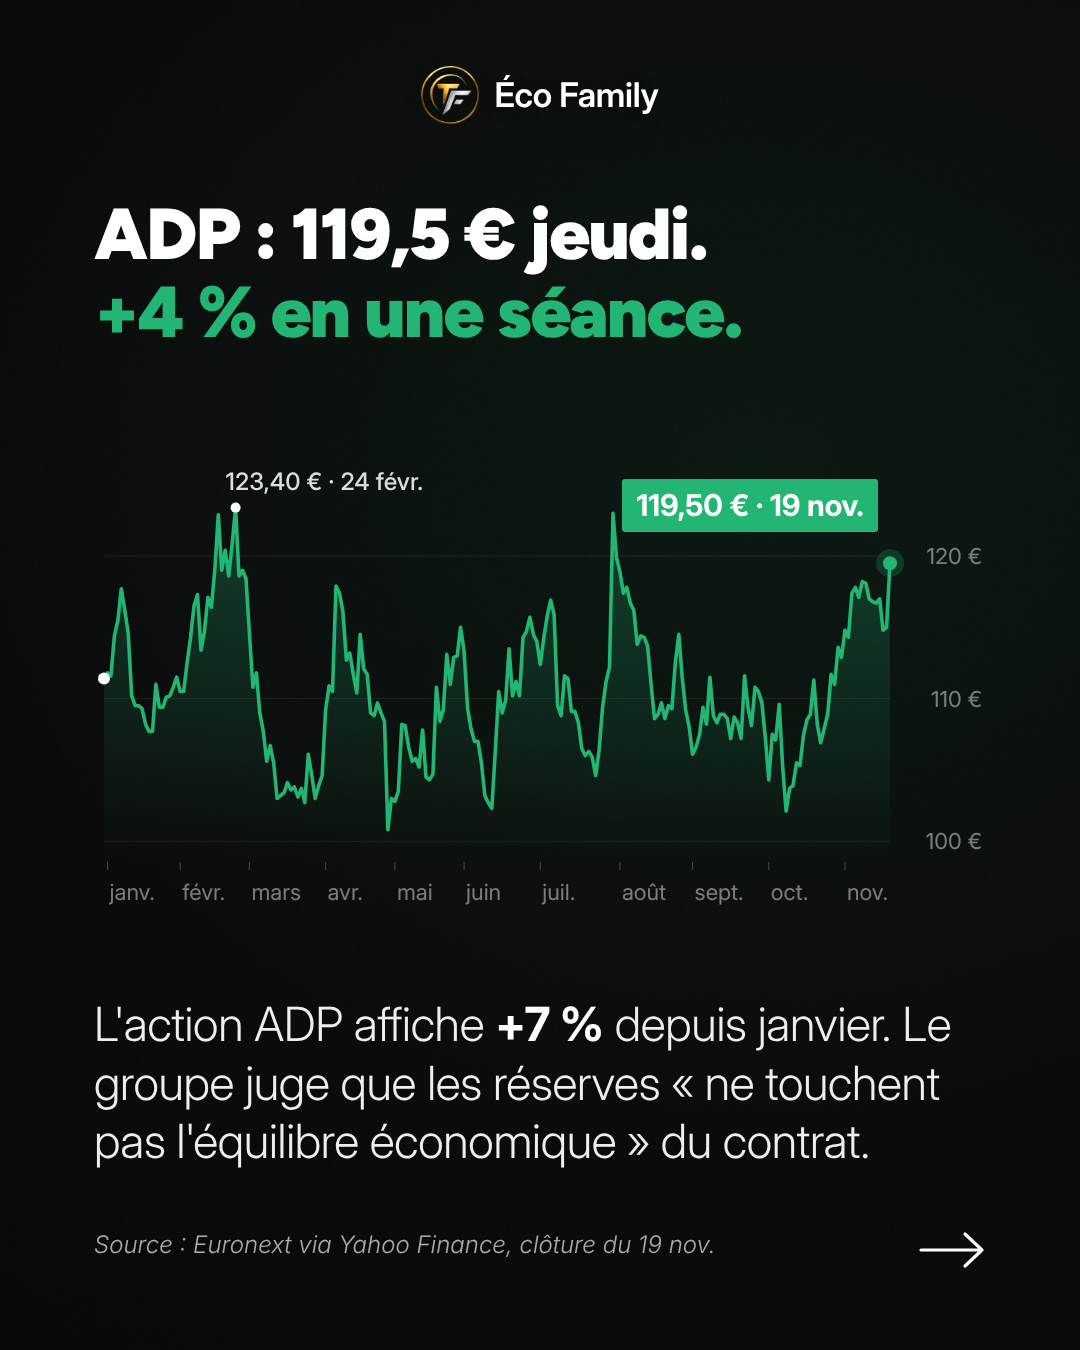 TF Éco Family
ADP : 119,5 € jeudi.
+4 % en une séance.
123,40 € · 24 févr.
119,50 € · 19 nov.
120 €
110 €
100 €
janv. févr. mars avr. mai juin juil. août sept. oct. nov.
L'action ADP affiche +7 % depuis janvier. Le
groupe juge que les réserves « ne touchent
pas l'équilibre économique » du contrat.
Source : Euronext via Yahoo Finance, clôture du 19 nov.